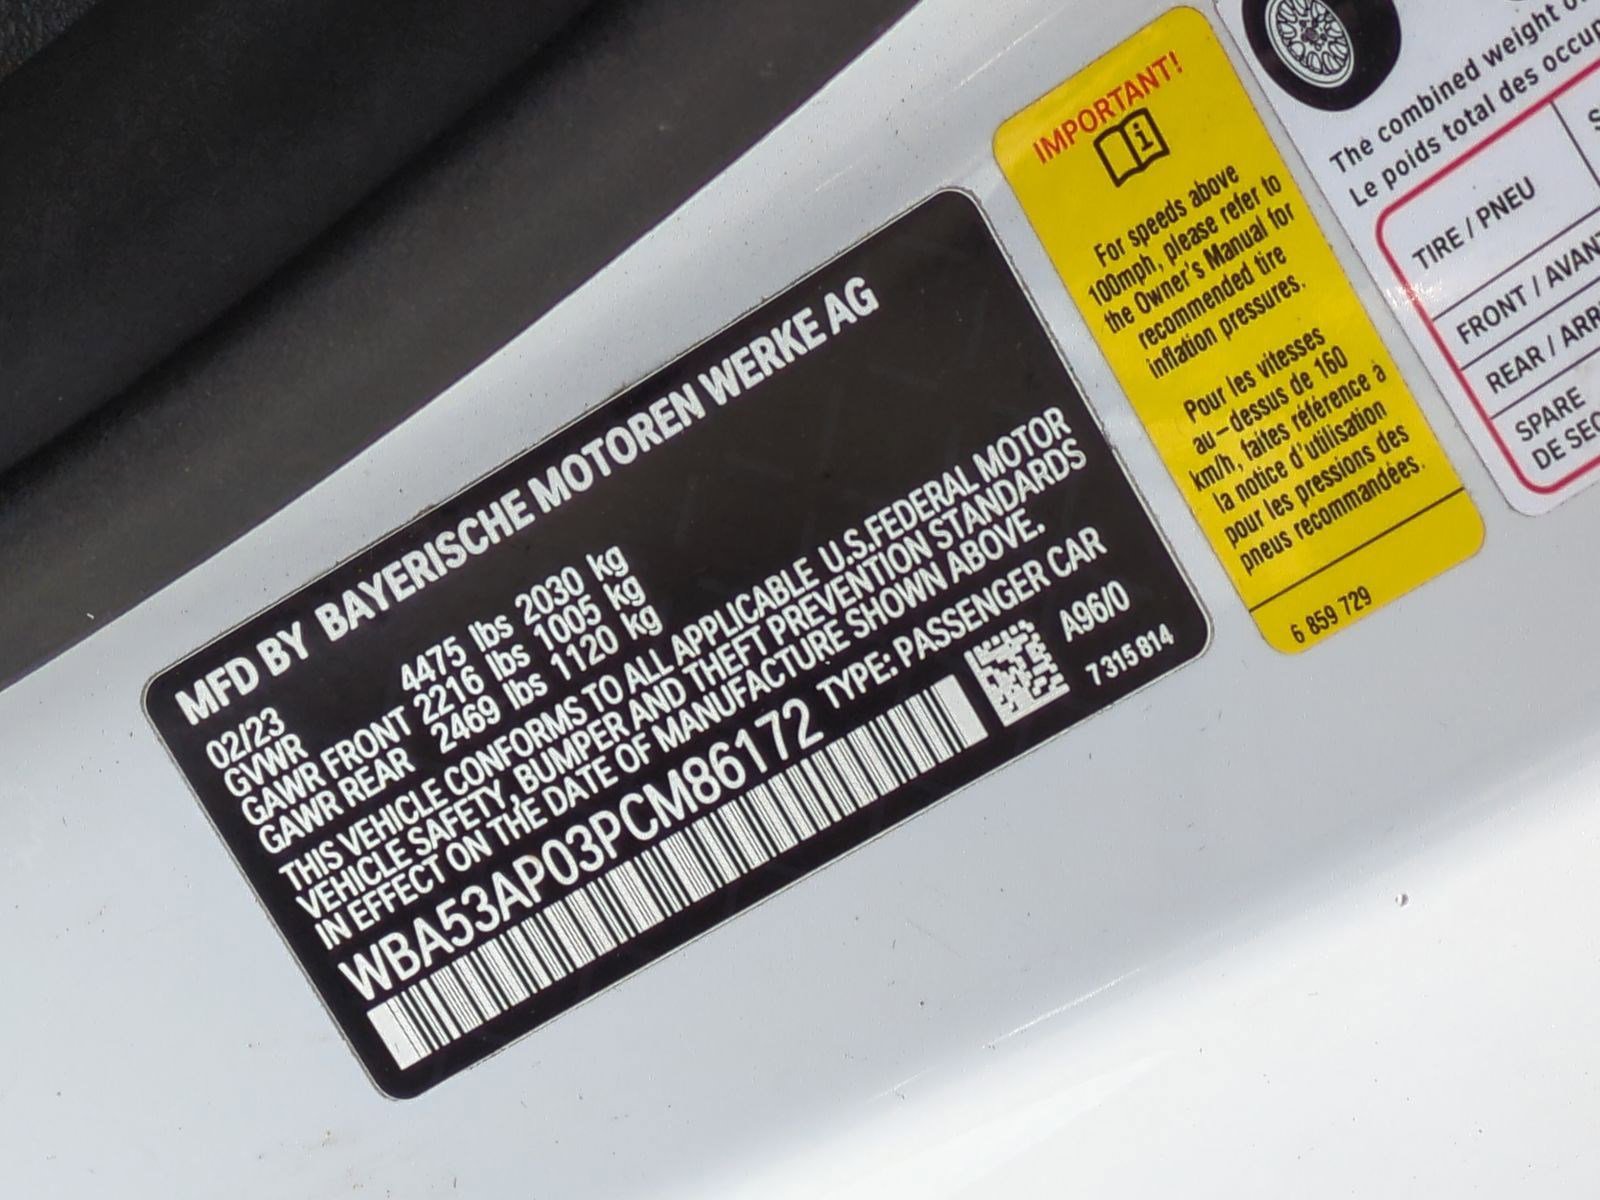 MFD BY BAYERISCHE MOTOREN WERKE AG
02/23
GVWR 4475 lbs 2030 kg
GAWR FRONT 2216 lbs 1005 kg
GAWR REAR 2469 lbs 1120 kg
THIS VEHICLE CONFORMS TO ALL APPLICABLE U.S.FEDERAL MOTOR
VEHICLE SAFETY, BUMPER AND THEFT PREVENTION STANDARDS
IN EFFECT ON THE DATE OF MANUFACTURE SHOWN ABOVE.
WBA53AP03PCM86172 TYPE: PASSENGER CAR
A96/0
7 315 814
IMPORTANT!
For speeds above
100mph, please refer to
the Owner's Manual for
recommended tire
inflation pressures.
Pour les vitesses
au-dessus de 160
km/h, faites référence à
la notice d'utilisation
pour les pressions des
pneus recommandées.
6 859 729
The combined weight
Le poids total des
TIRE / PNEU
FRONT /
REAR /
SPARE
DE